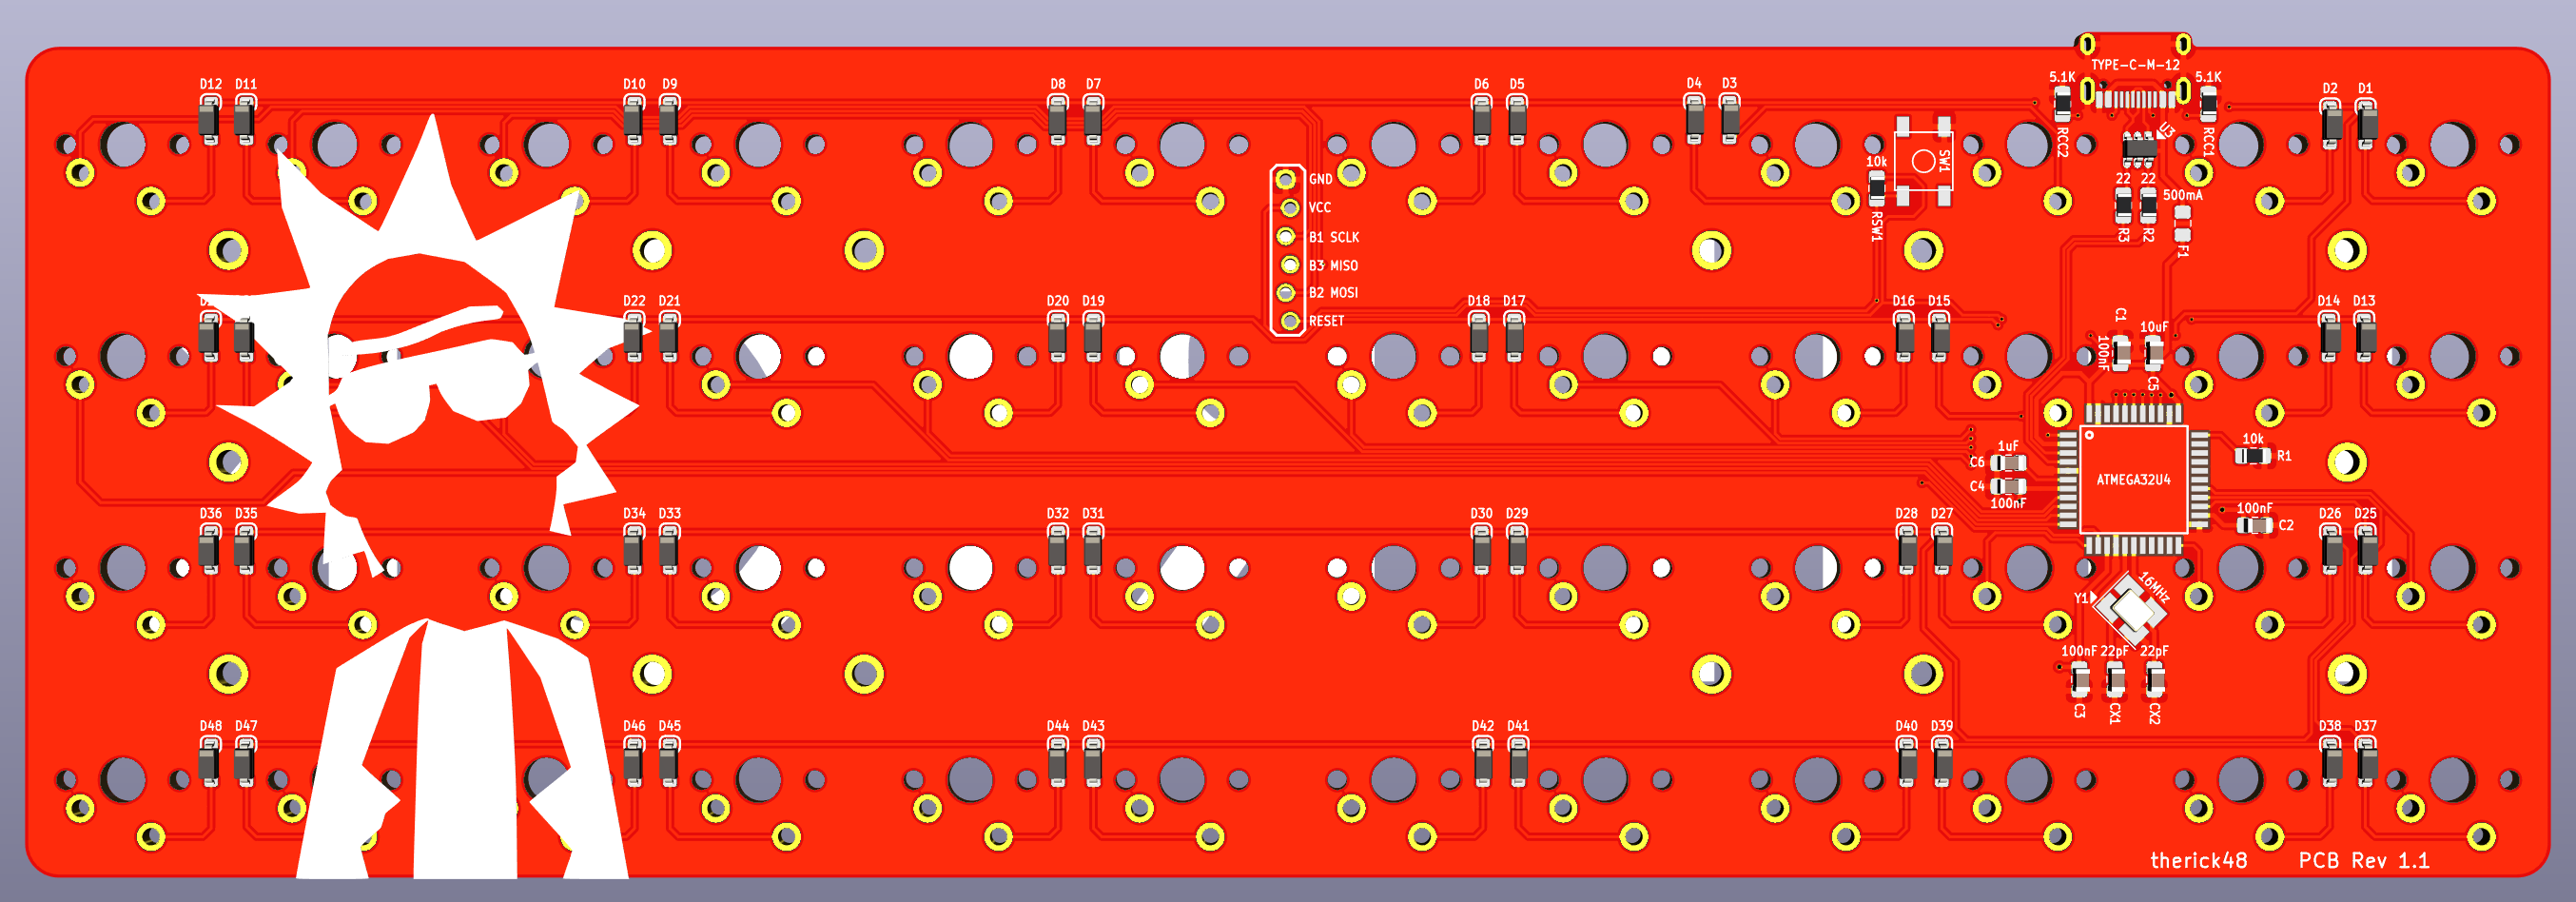 TYPE-C-M-12
D12 D11 D10 D9 D8 D7 D6 D5 D4 D3 5.1K 5.1K D2 D1
RCC2 U3 RCC1
10k SW1
RSW1
22 22 500mA
R3 R2 F1
GND
VCC
B1 SCLK
B3 MISO
B2 MOSI
RESET
D22 D21 D20 D19 D18 D17 D16 D15 D14 D13
C1 10uF
100nF C5
1uF
C6
C4
100nF
ATMEGA32U4
10k
R1
100nF
C2
D36 D35 D34 D33 D32 D31 D30 D29 D28 D27 D26 D25
16MHz
Y1
100nF 22pF 22pF
C3 CX1 CX2
D48 D47 D46 D45 D44 D43 D42 D41 D40 D39 D38 D37
therick48 PCB Rev 1.1